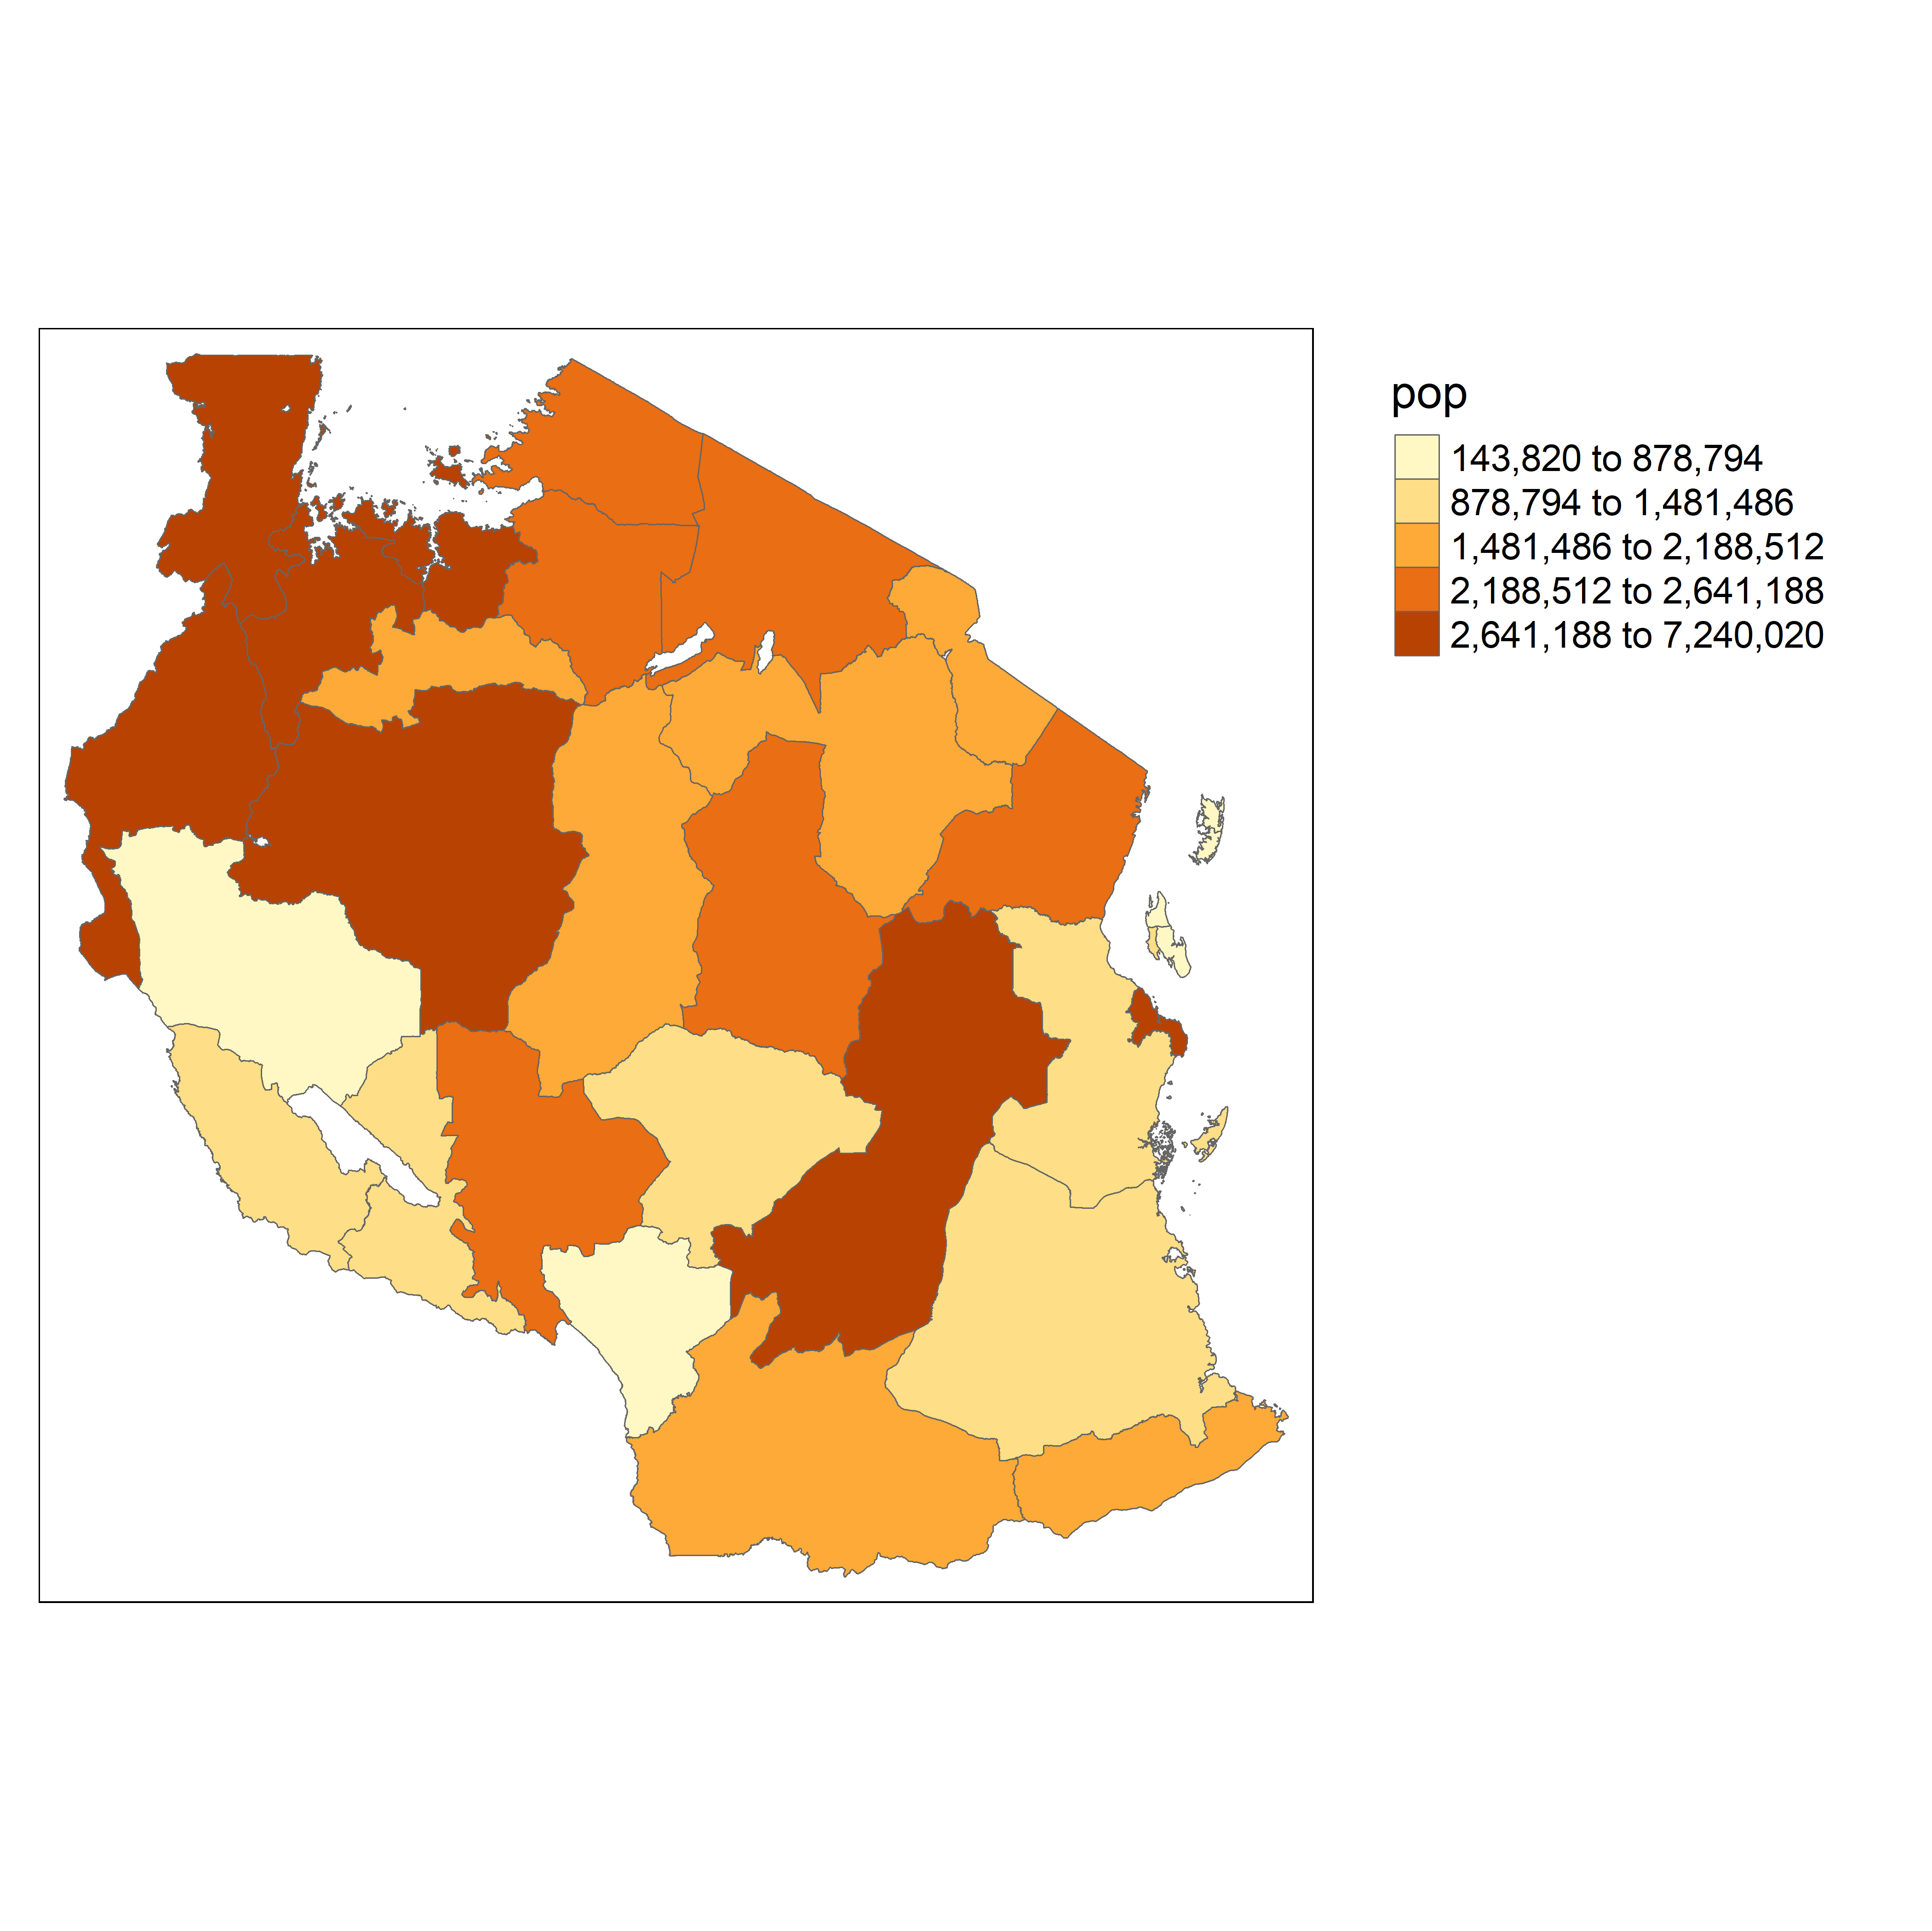 pop
143,820 to 878,794
878,794 to 1,481,486
1,481,486 to 2,188,512
2,188,512 to 2,641,188
2,641,188 to 7,240,020